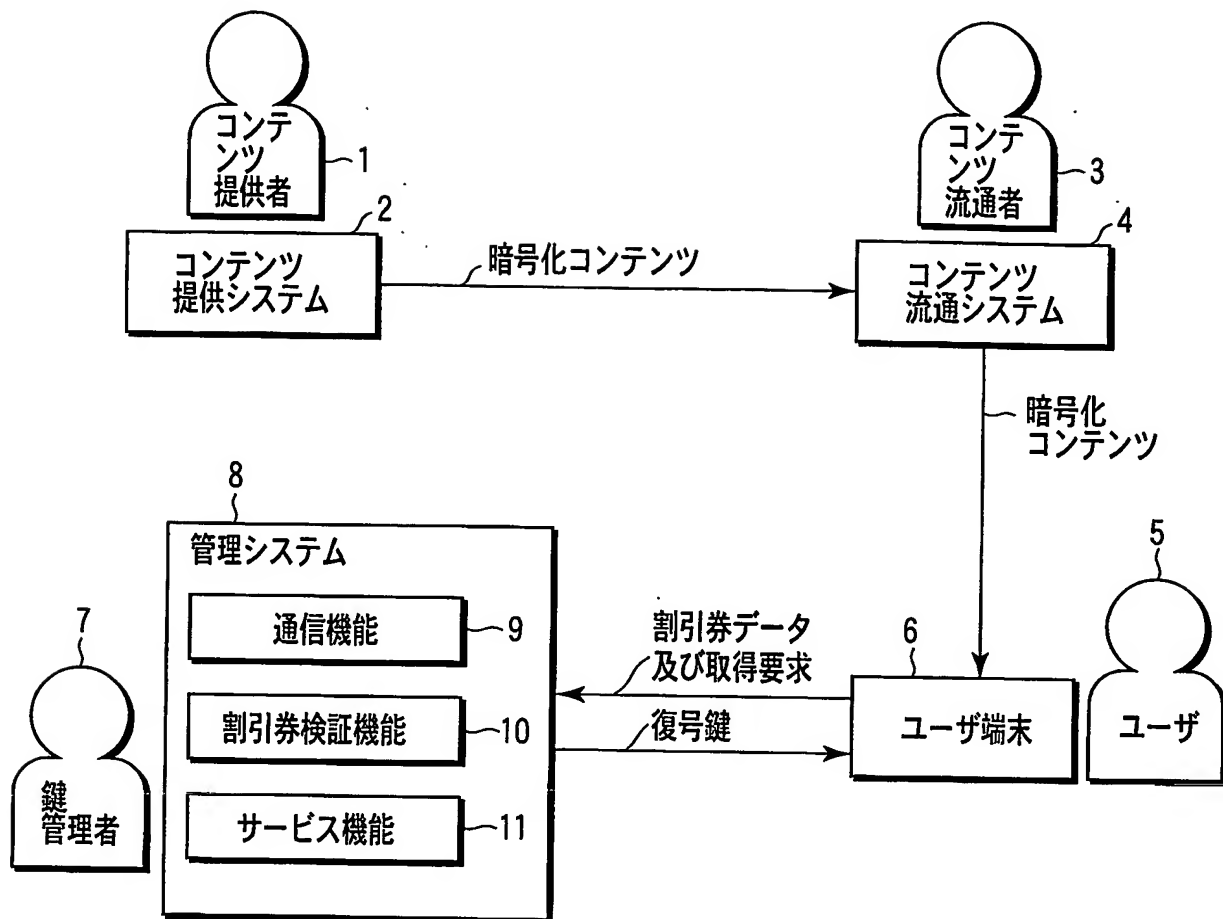 コンテ
ンツ
提供者
1
2
コンテンツ
提供システム
暗号化コンテンツ
コンテ
ンツ
流通者
3
4
コンテンツ
流通システム
暗号化
コンテンツ
8
管理システム
通信機能
9
割引券検証機能
10
サービス機能
11
7
鍵
管理者
割引券データ
及び取得要求
復号鍵
6
ユーザ端末
5
ユーザ